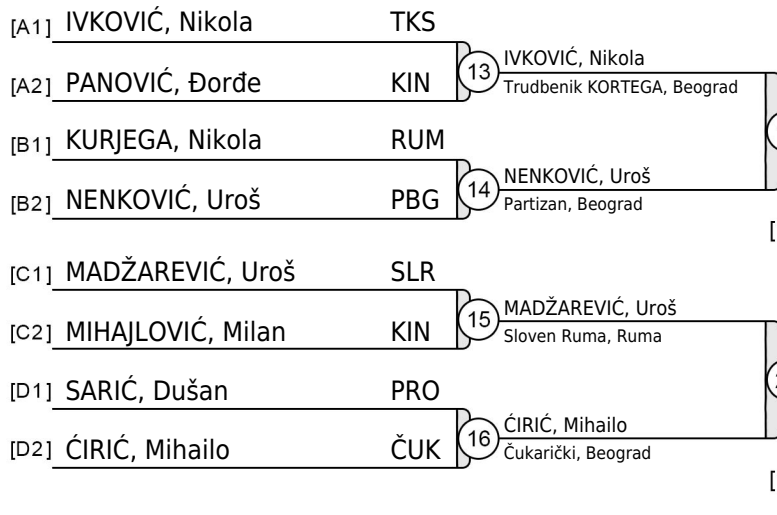 [A1] IVKOVIĆ, Nikola TKS
[A2] PANOVIĆ, Đorđe KIN
13
IVKOVIĆ, Nikola
Trudbenik KORTEGA, Beograd
[B1] KURJEGA, Nikola RUM
[B2] NENKOVIĆ, Uroš PBG
14
NENKOVIĆ, Uroš
Partizan, Beograd
[
[C1] MADŽAREVIĆ, Uroš SLR
[C2] MIHAJLOVIĆ, Milan KIN
15
MADŽAREVIĆ, Uroš
Sloven Ruma, Ruma
[D1] SARIĆ, Dušan PRO
[D2] ĆIRIĆ, Mihailo ČUK
16
ĆIRIĆ, Mihailo
Čukarički, Beograd
[